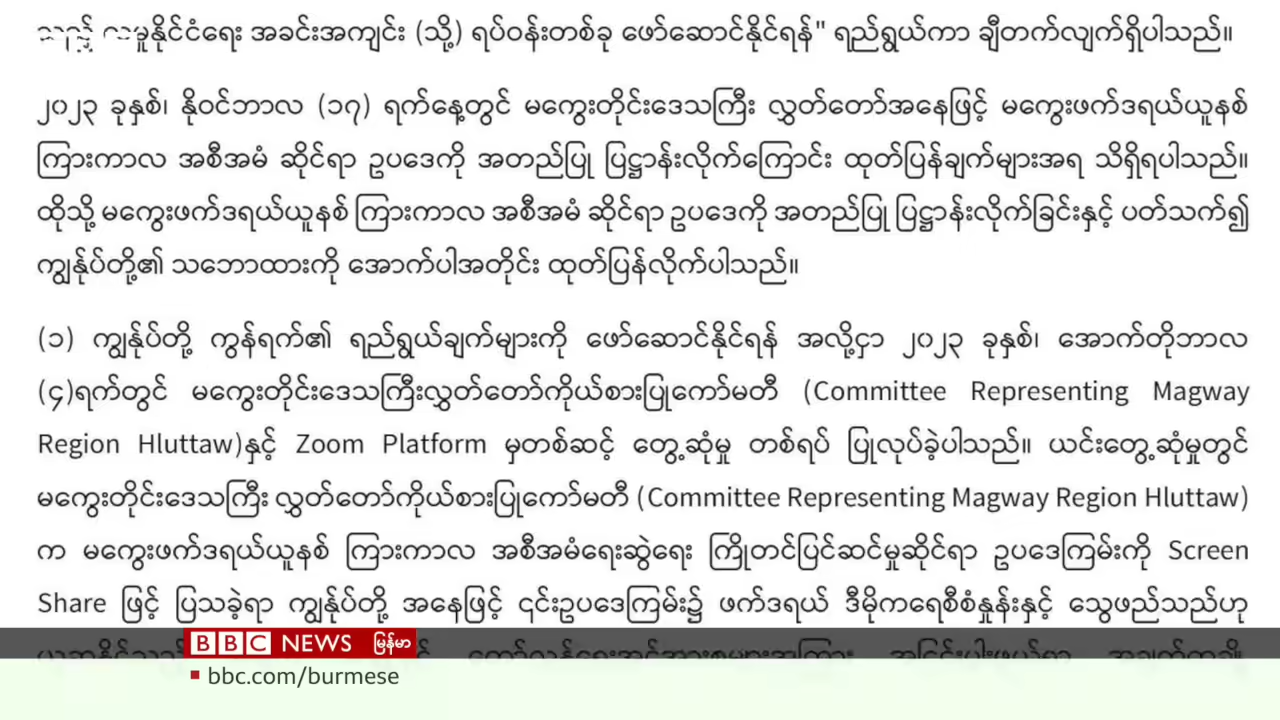 လူမှုနိုင်ငံရေး အခင်းအကျင်း (သို့) ရပ်ဝန်းတစ်ခု ဖော်ဆောင်နိုင်ရန်" ရည်ရွယ်ကာ ချီတက်လျက်ရှိပါသည်။
၂၀၂၃ ခုနှစ်၊ နိုဝင်ဘာလ (၁၇) ရက်နေ့တွင် မကွေးတိုင်းဒေသကြီး လွှတ်တော်အနေဖြင့် မကွေးဖက်ဒရယ်ယူနစ်
ကြားကာလ အစီအမံ ဆိုင်ရာ ဥပဒေကို အတည်ပြု ပြဋ္ဌာန်းလိုက်ကြောင်း ထုတ်ပြန်ချက်များအရ သိရှိရပါသည်။
ထိုသို့ မကွေးဖက်ဒရယ်ယူနစ် ကြားကာလ အစီအမံ ဆိုင်ရာ ဥပဒေကို အတည်ပြု ပြဋ္ဌာန်းလိုက်ခြင်းနှင့် ပတ်သက်၍
ကျွန်ုပ်တို့၏ သဘောထားကို အောက်ပါအတိုင်း ထုတ်ပြန်လိုက်ပါသည်။
(၁) ကျွန်ုပ်တို့ ကွန်ရက်၏ ရည်ရွယ်ချက်များကို ဖော်ဆောင်နိုင်ရန် အလို့ငှာ ၂၀၂၃ ခုနှစ်၊ အောက်တိုဘာလ
(၄)ရက်တွင် မကွေးတိုင်းဒေသကြီးလွှတ်တော်ကိုယ်စားပြုကော်မတီ (Committee Representing Magway
Region Hluttaw)နှင့် Zoom Platform မှတစ်ဆင့် တွေ့ဆုံမှု တစ်ရပ် ပြုလုပ်ခဲ့ပါသည်။ ယင်းတွေ့ဆုံမှုတွင်
မကွေးတိုင်းဒေသကြီး လွှတ်တော်ကိုယ်စားပြုကော်မတီ (Committee Representing Magway Region Hluttaw)
က မကွေးဖက်ဒရယ်ယူနစ် ကြားကာလ အစီအမံရေးဆွဲရေး ကြိုတင်ပြင်ဆင်မှုဆိုင်ရာ ဥပဒေကြမ်းကို Screen
Share ဖြင့် ပြသခဲ့ရာ ကျွန်ုပ်တို့ အနေဖြင့် ၎င်းဥပဒေကြမ်း၌ ဖက်ဒရယ် ဒီမိုကရေစီစံနှုန်းနှင့် သွေဖည်သည်ဟု
BBC NEWS မြန်မာ
bbc.com/burmese